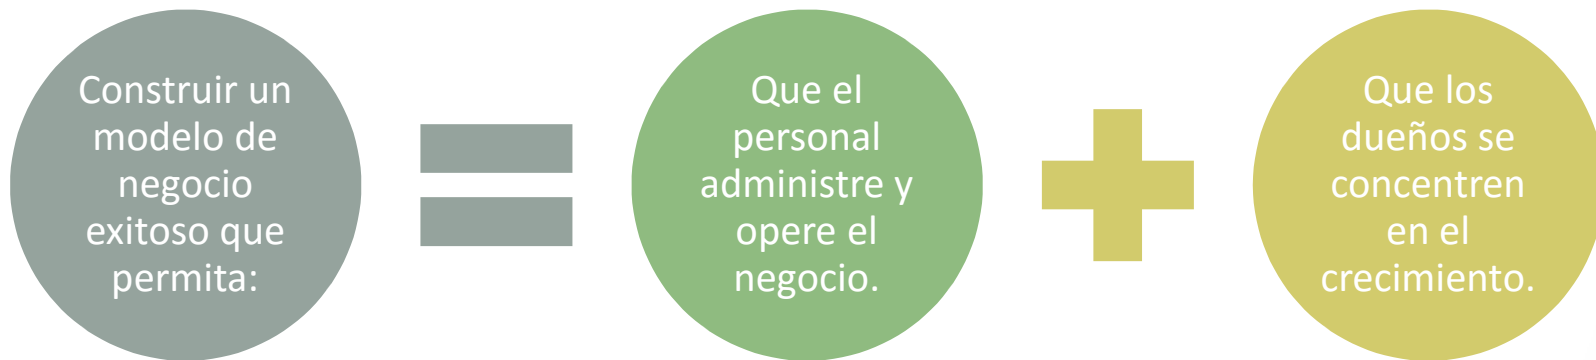 Construir un
modelo de
negocio
exitoso que
permita:
Que el
personal
administre y
opere el
negocio.
Que los
dueños se
concentren
en el
crecimiento.